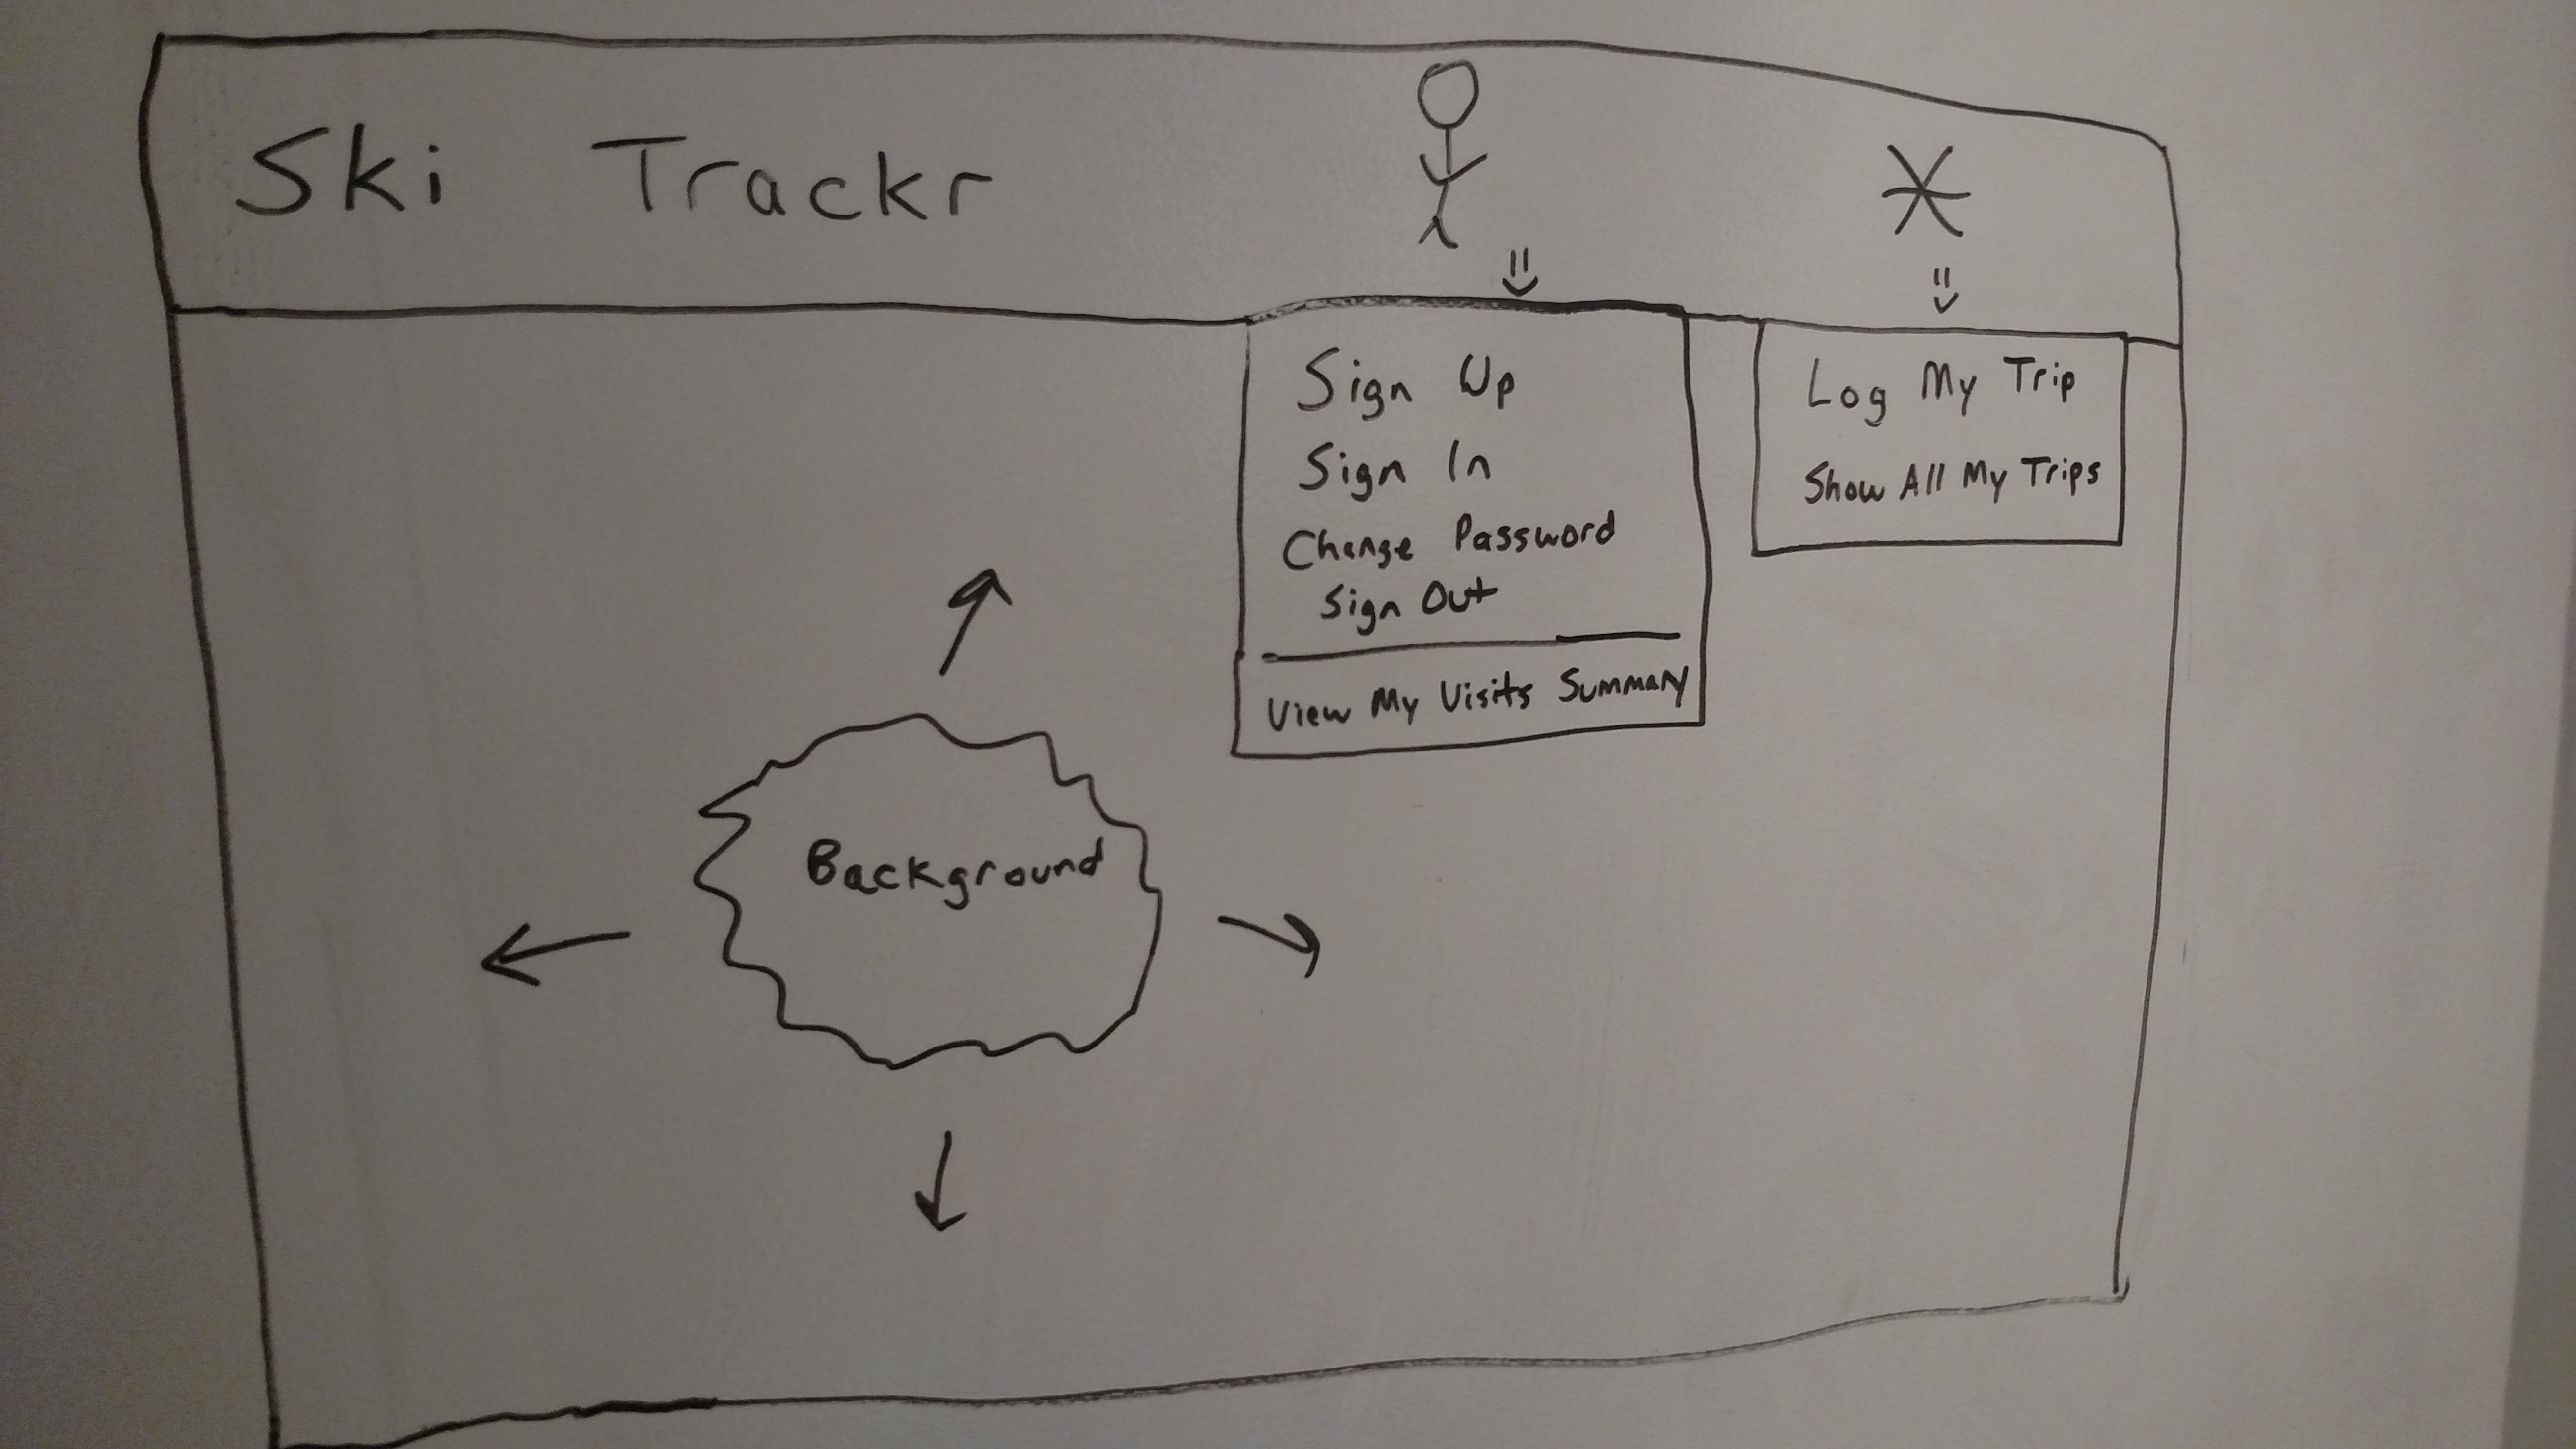 Ski Trackr
Sign Up
Sign In
Change Password
Sign Out
View My Visits Summary
Log My Trip
Show All My Trips
Background